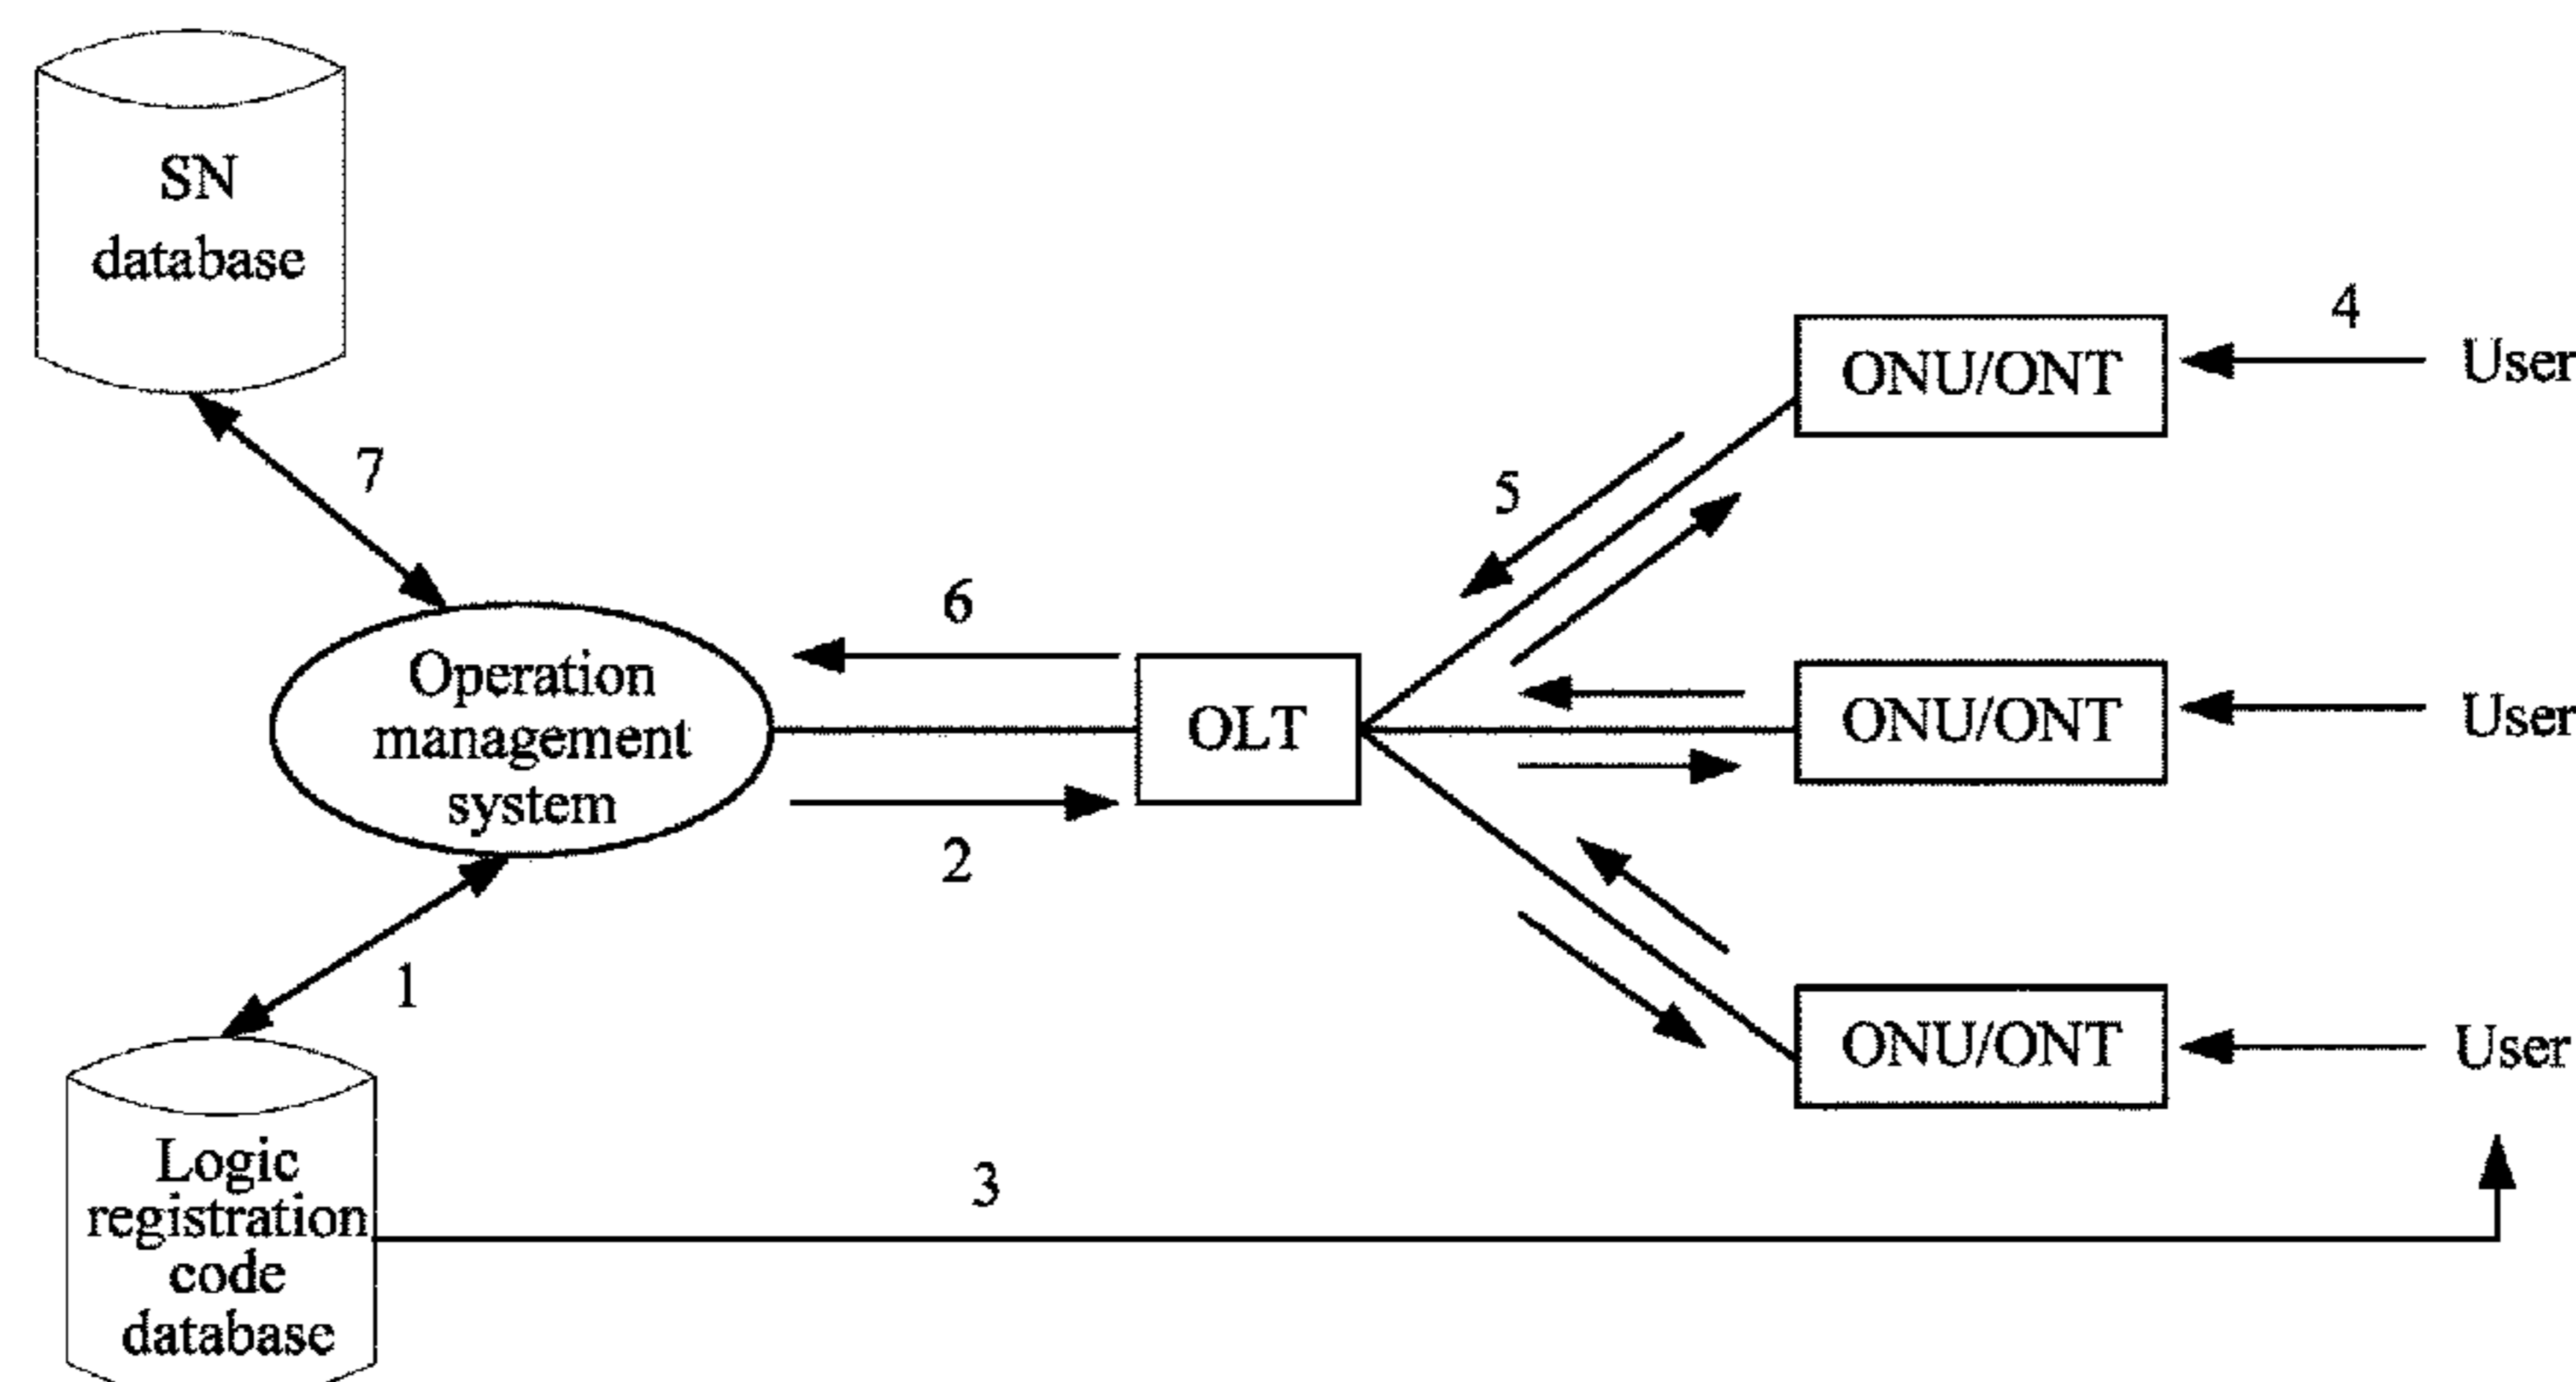 SN
database
4
ONU/ONT
User
7
5
6
Operation
management
system
OLT
ONU/ONT
User
2
1
ONU/ONT
User
Logic
registration
code
database
3